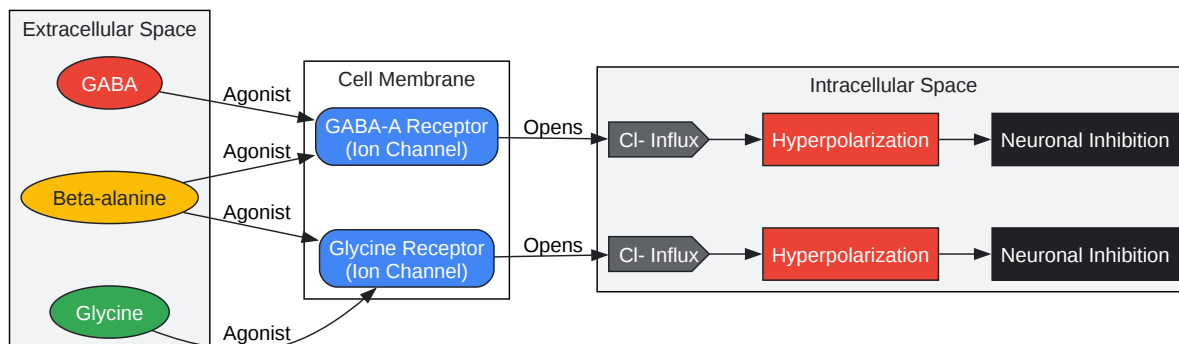 Extracellular Space
GABA
Beta-alanine
Glycine
Agonist
Agonist
Agonist
Agonist
Cell Membrane
GABA-A Receptor
(Ion Channel)
Glycine Receptor
(Ion Channel)
Opens
Opens
Intracellular Space
Cl- Influx
Hyperpolarization
Neuronal Inhibition
Cl- Influx
Hyperpolarization
Neuronal Inhibition